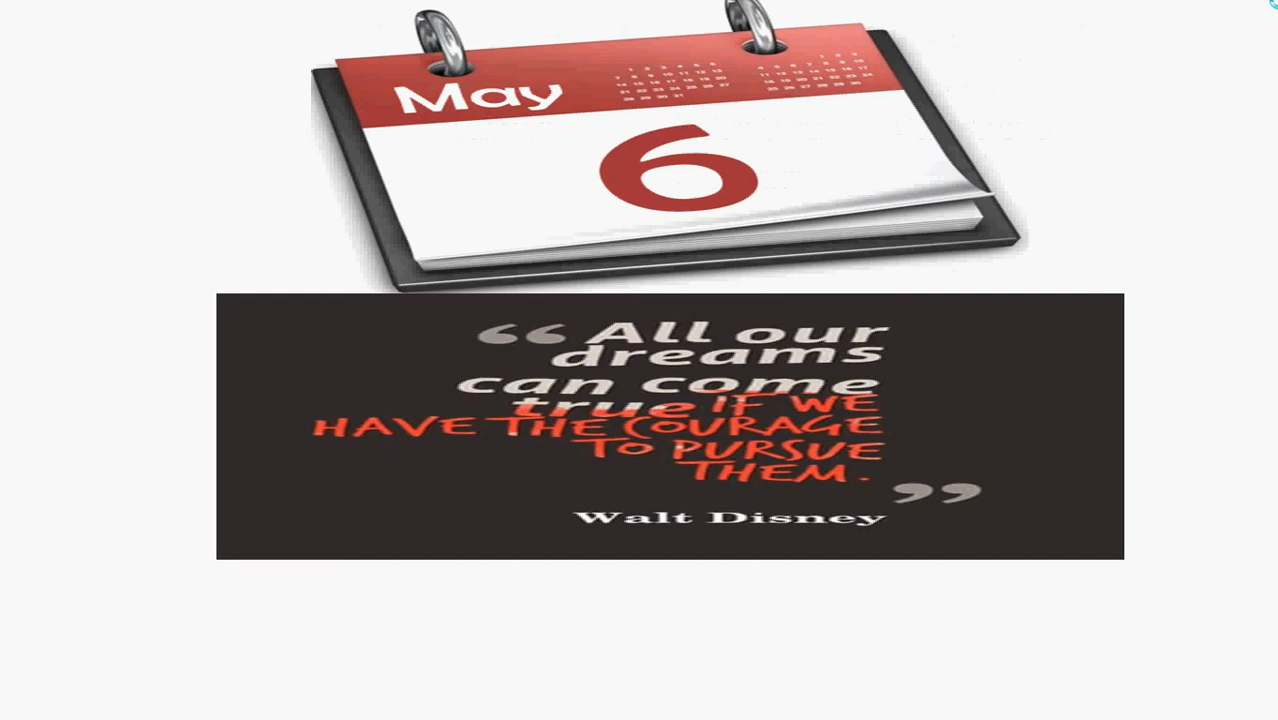 May
6
“ All our
dreams
can come
true IF WE
HAVE THE COURAGE
TO PURSUE
THEM. ”
Walt Disney